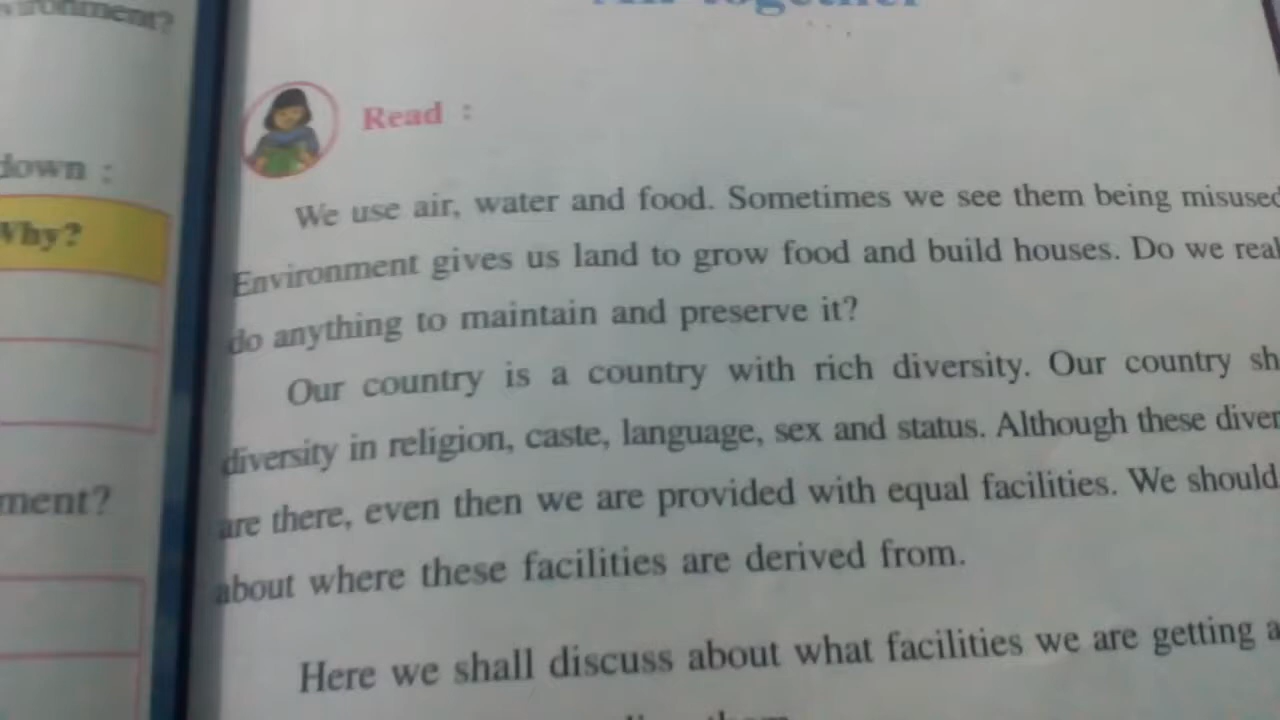 vironment?
down :
Why?
ment?
All together
Read :
We use air, water and food. Sometimes we see them being misused
Environment gives us land to grow food and build houses. Do we real
do anything to maintain and preserve it?
Our country is a country with rich diversity. Our country sh
diversity in religion, caste, language, sex and status. Although these diver
are there, even then we are provided with equal facilities. We should
about where these facilities are derived from.
Here we shall discuss about what facilities we are getting a
them